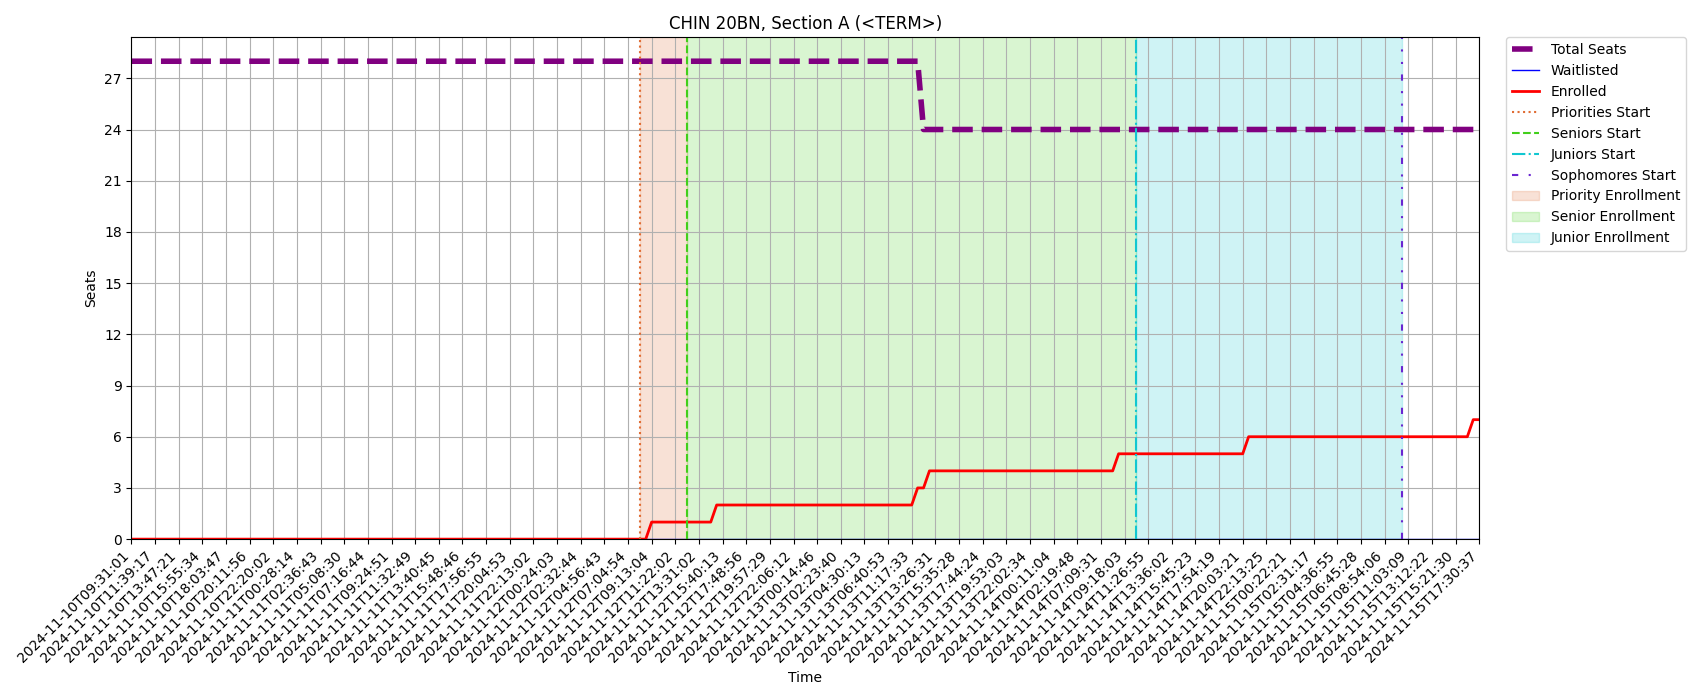 CHIN 20BN, Section A (<TERM>)
Total Seats
Waitlisted
Enrolled
Priorities Start
Seniors Start
Juniors Start
Sophomores Start
Priority Enrollment
Senior Enrollment
Junior Enrollment
Seats
27
24
21
18
15
12
9
6
3
0
2024-11-10T09:31:01
2024-11-10T11:39:17
2024-11-10T13:47:21
2024-11-10T15:55:34
2024-11-10T18:03:47
2024-11-10T20:11:56
2024-11-10T22:20:02
2024-11-11T00:28:14
2024-11-11T02:36:43
2024-11-11T05:08:30
2024-11-11T07:16:44
2024-11-11T09:24:51
2024-11-11T11:32:49
2024-11-11T13:40:45
2024-11-11T15:48:46
2024-11-11T17:56:55
2024-11-11T20:04:53
2024-11-11T22:13:02
2024-11-12T00:24:03
2024-11-12T02:32:44
2024-11-12T04:56:43
2024-11-12T07:04:54
2024-11-12T09:13:04
2024-11-12T11:22:02
2024-11-12T13:31:02
2024-11-12T15:40:13
2024-11-12T17:48:56
2024-11-12T19:57:29
2024-11-12T22:06:12
2024-11-13T00:14:46
2024-11-13T02:23:40
2024-11-13T04:30:13
2024-11-13T06:40:53
2024-11-13T11:17:33
2024-11-13T13:26:31
2024-11-13T15:35:28
2024-11-13T17:44:24
2024-11-13T19:53:03
2024-11-13T22:02:34
2024-11-14T00:11:04
2024-11-14T02:19:48
2024-11-14T07:09:31
2024-11-14T09:18:03
2024-11-14T11:26:55
2024-11-14T13:36:02
2024-11-14T15:45:23
2024-11-14T17:54:19
2024-11-14T20:03:21
2024-11-14T22:13:25
2024-11-15T00:22:21
2024-11-15T02:31:17
2024-11-15T04:36:55
2024-11-15T06:45:28
2024-11-15T08:54:06
2024-11-15T11:03:09
2024-11-15T13:12:22
2024-11-15T15:21:30
2024-11-15T17:30:37
Time